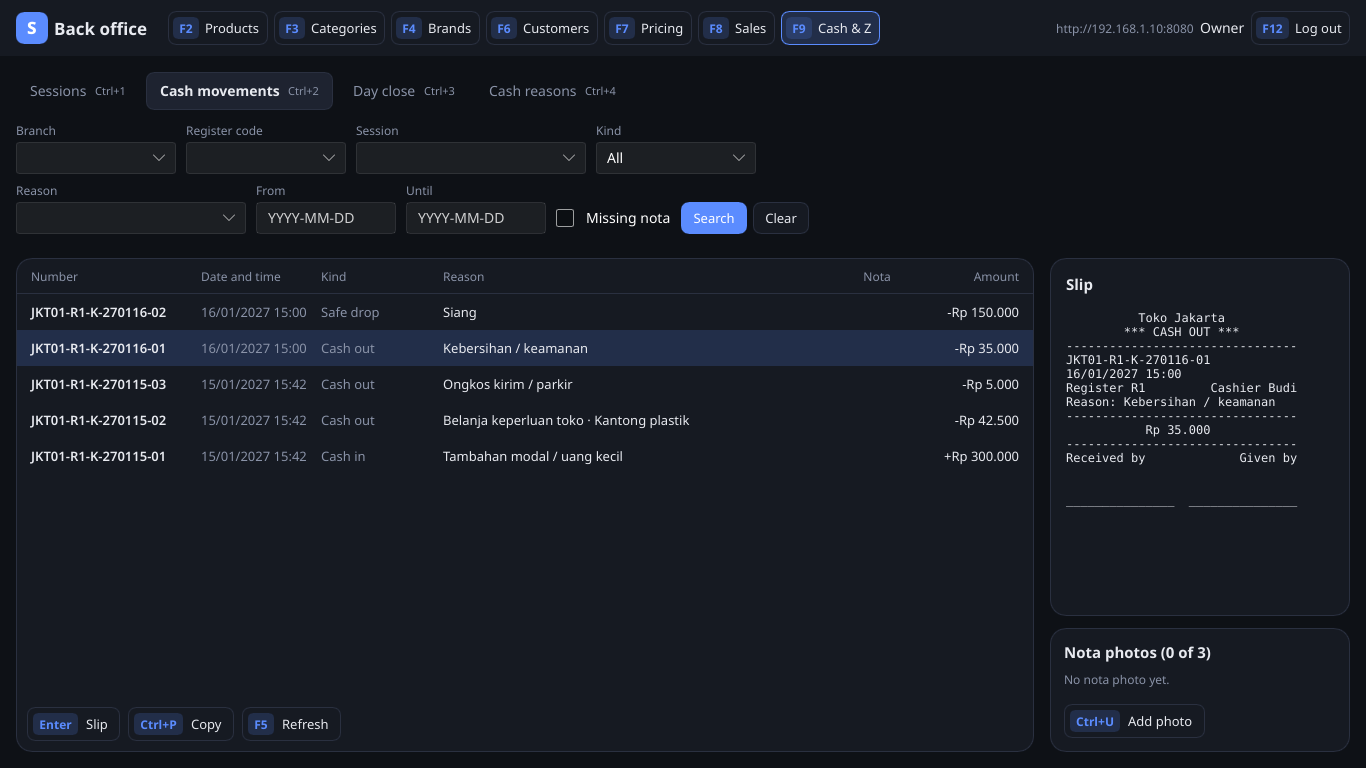 S Back office F2 Products F3 Categories F4 Brands F6 Customers F7 Pricing F8 Sales F9 Cash & Z http://192.168.1.10:8080 Owner F12 Log out
Sessions Ctrl+1 Cash movements Ctrl+2 Day close Ctrl+3 Cash reasons Ctrl+4
Branch Register code Session Kind
All
Reason From Until
YYYY-MM-DD YYYY-MM-DD Missing nota Search Clear
Number Date and time Kind Reason Nota Amount
JKT01-R1-K-270116-02 16/01/2027 15:00 Safe drop Siang -Rp 150.000
JKT01-R1-K-270116-01 16/01/2027 15:00 Cash out Kebersihan / keamanan -Rp 35.000
JKT01-R1-K-270115-03 15/01/2027 15:42 Cash out Ongkos kirim / parkir -Rp 5.000
JKT01-R1-K-270115-02 15/01/2027 15:42 Cash out Belanja keperluan toko · Kantong plastik -Rp 42.500
JKT01-R1-K-270115-01 15/01/2027 15:42 Cash in Tambahan modal / uang kecil +Rp 300.000
Enter Slip Ctrl+P Copy F5 Refresh
Slip
Toko Jakarta
*** CASH OUT ***
--------------------------------
JKT01-R1-K-270116-01
16/01/2027 15:00
Register R1 Cashier Budi
Reason: Kebersihan / keamanan
--------------------------------
Rp 35.000
--------------------------------
Received by Given by
_______________ _______________
Nota photos (0 of 3)
No nota photo yet.
Ctrl+U Add photo